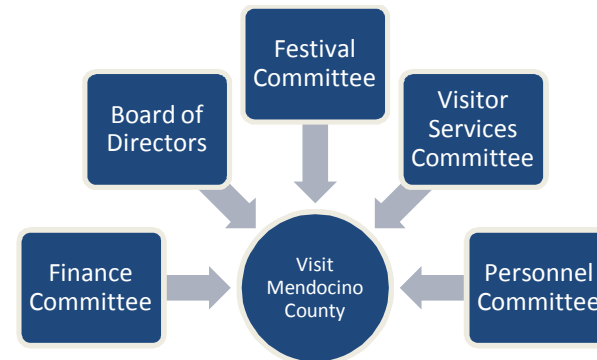 Festival
Committee
Board of
Directors
Visitor
Services
Committee
Finance
Committee
Visit
Mendocino
County
Personnel
Committee